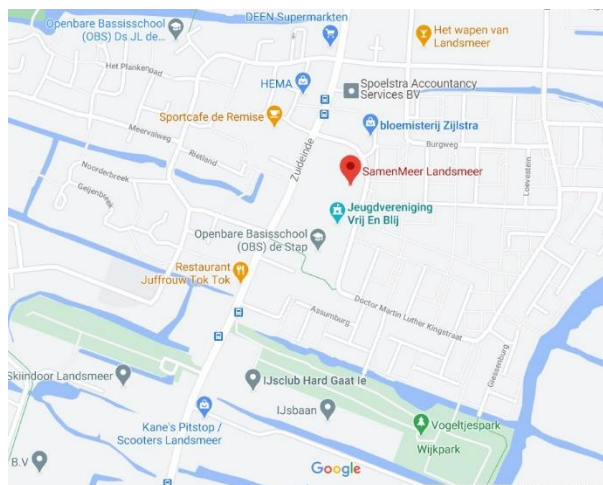 Openbare Bassisschool
(OBS) Ds JL de...
DEEN Supermarkten
Het wapen van
Landsmeer
Het Plankenpad
HEMA
Spoelstra Accountancy
Services BV
Sportcafe de Remise
bloemisterij Zijlstra
Meervalweg
Burgweg
Rietland
Zuideinde
SamenMeer Landsmeer
Loevestein
Noorderbreek
Geijenbreek
Jeugdvereniging
Vrij En Blij
Openbare Basisschool
(OBS) de Stap
Restaurant
Juffrouw Tok Tok
Assumburg
Doctor Martin Luther Kingstraat
Giessenburg
Skiindoor Landsmeer
IJsclub Hard Gaat Ie
IJsbaan
Kane's Pitstop /
Scooters Landsmeer
Vogeltjespark
Wijkpark
B.V
Google